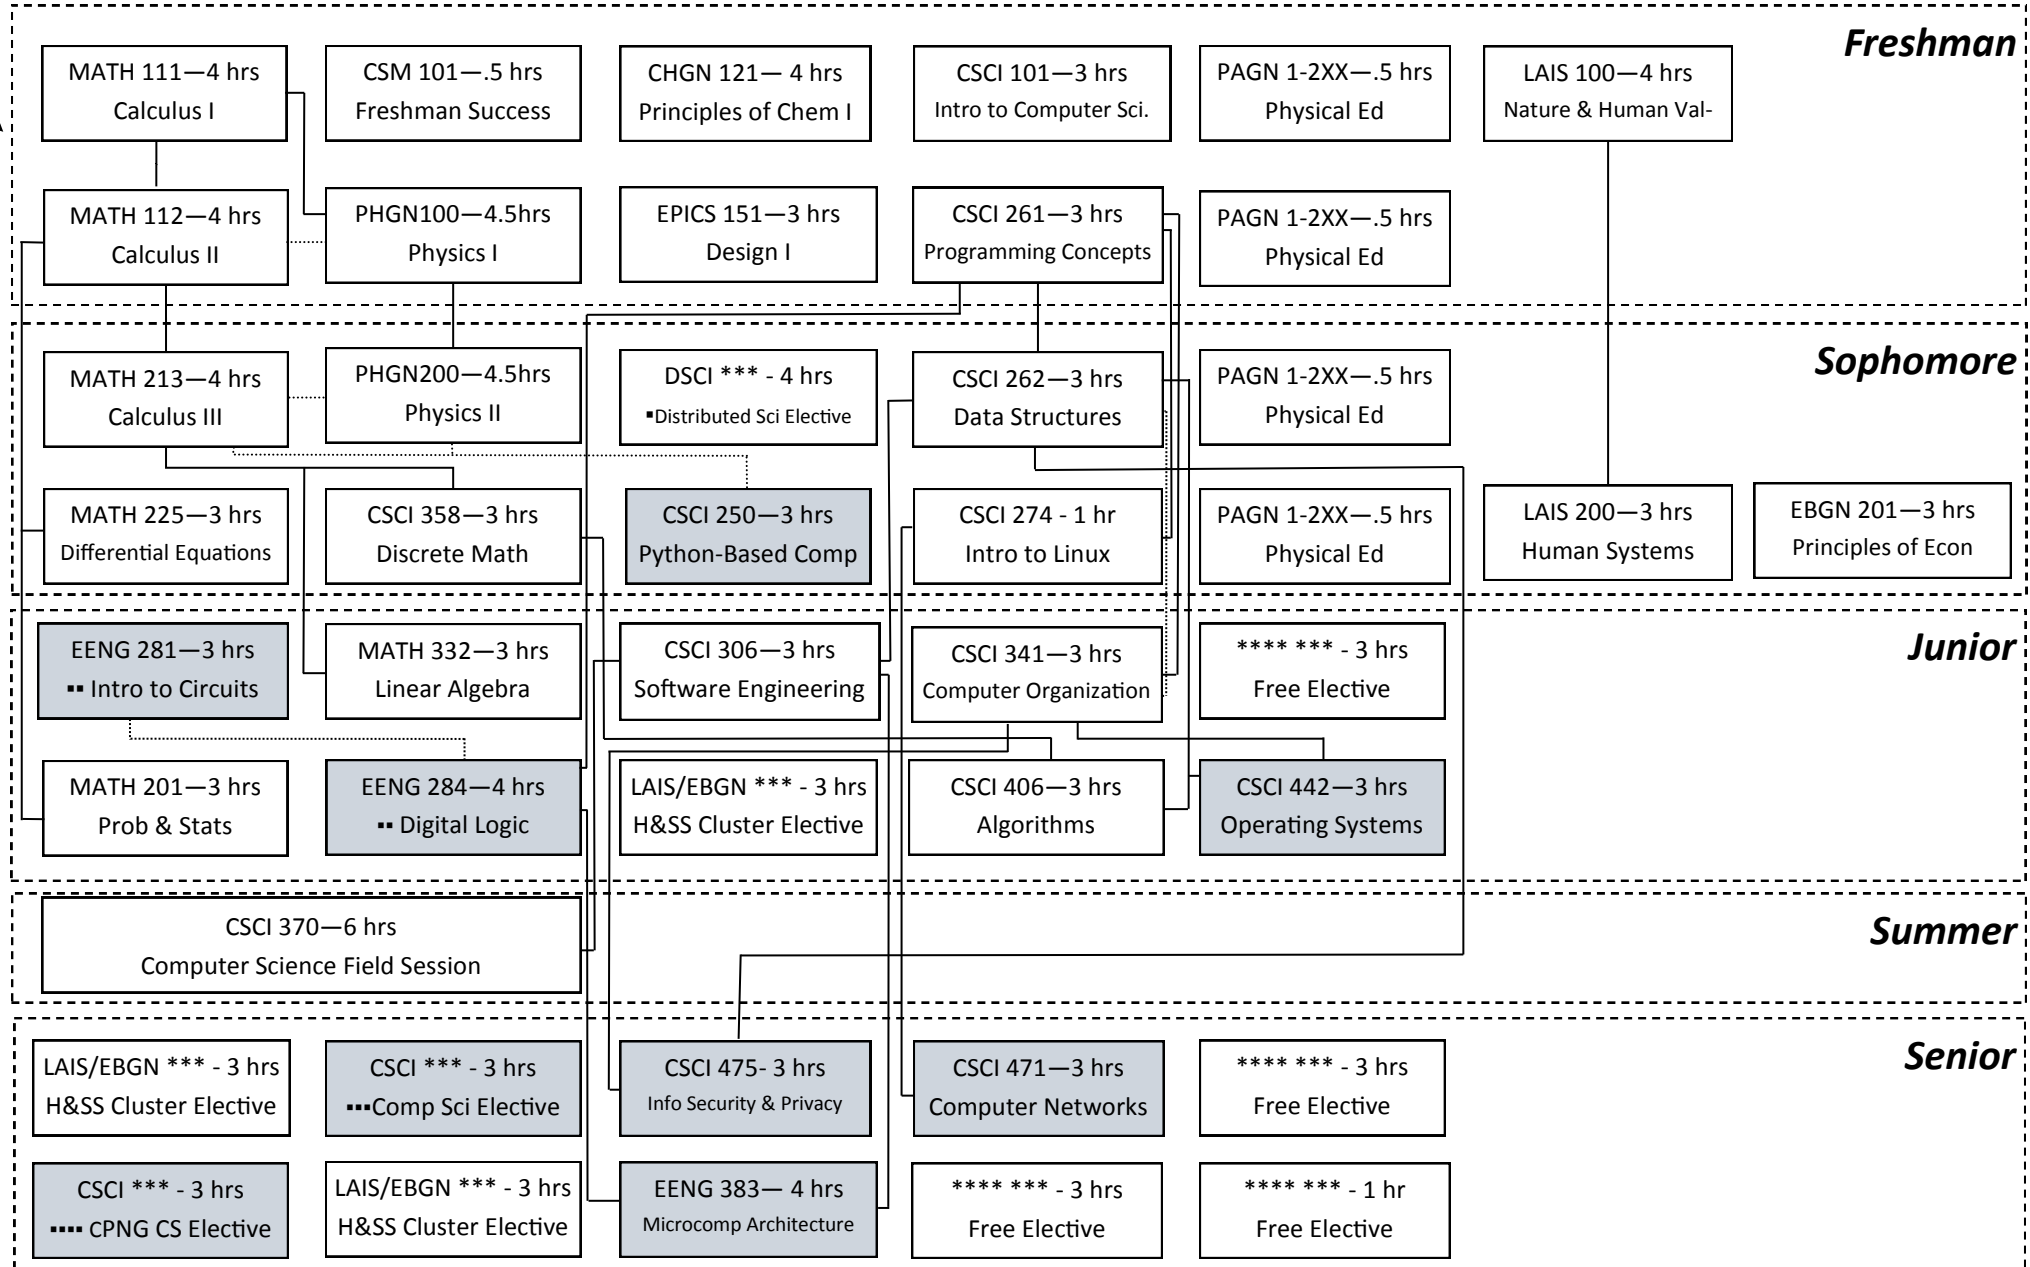 Freshman
MATH 111—4 hrs
Calculus I
CSM 101—.5 hrs
Freshman Success
CHGN 121— 4 hrs
Principles of Chem I
CSCI 101—3 hrs
Intro to Computer Sci.
PAGN 1-2XX—.5 hrs
Physical Ed
LAIS 100—4 hrs
Nature & Human Val-
MATH 112—4 hrs
Calculus II
PHGN100—4.5hrs
Physics I
EPICS 151—3 hrs
Design I
CSCI 261—3 hrs
Programming Concepts
PAGN 1-2XX—.5 hrs
Physical Ed
Sophomore
MATH 213—4 hrs
Calculus III
PHGN200—4.5hrs
Physics II
DSCI *** - 4 hrs
▪Distributed Sci Elective
CSCI 262—3 hrs
Data Structures
PAGN 1-2XX—.5 hrs
Physical Ed
MATH 225—3 hrs
Differential Equations
CSCI 358—3 hrs
Discrete Math
CSCI 250—3 hrs
Python-Based Comp
CSCI 274 - 1 hr
Intro to Linux
PAGN 1-2XX—.5 hrs
Physical Ed
LAIS 200—3 hrs
Human Systems
EBGN 201—3 hrs
Principles of Econ
Junior
EENG 281—3 hrs
▪▪ Intro to Circuits
MATH 332—3 hrs
Linear Algebra
CSCI 306—3 hrs
Software Engineering
CSCI 341—3 hrs
Computer Organization
**** *** - 3 hrs
Free Elective
MATH 201—3 hrs
Prob & Stats
EENG 284—4 hrs
▪▪ Digital Logic
LAIS/EBGN *** - 3 hrs
H&SS Cluster Elective
CSCI 406—3 hrs
Algorithms
CSCI 442—3 hrs
Operating Systems
Summer
CSCI 370—6 hrs
Computer Science Field Session
Senior
LAIS/EBGN *** - 3 hrs
H&SS Cluster Elective
CSCI *** - 3 hrs
▪▪▪Comp Sci Elective
CSCI 475- 3 hrs
Info Security & Privacy
CSCI 471—3 hrs
Computer Networks
**** *** - 3 hrs
Free Elective
CSCI *** - 3 hrs
▪▪▪▪ CPNG CS Elective
LAIS/EBGN *** - 3 hrs
H&SS Cluster Elective
EENG 383— 4 hrs
Microcomp Architecture
**** *** - 3 hrs
Free Elective
**** *** - 1 hr
Free Elective